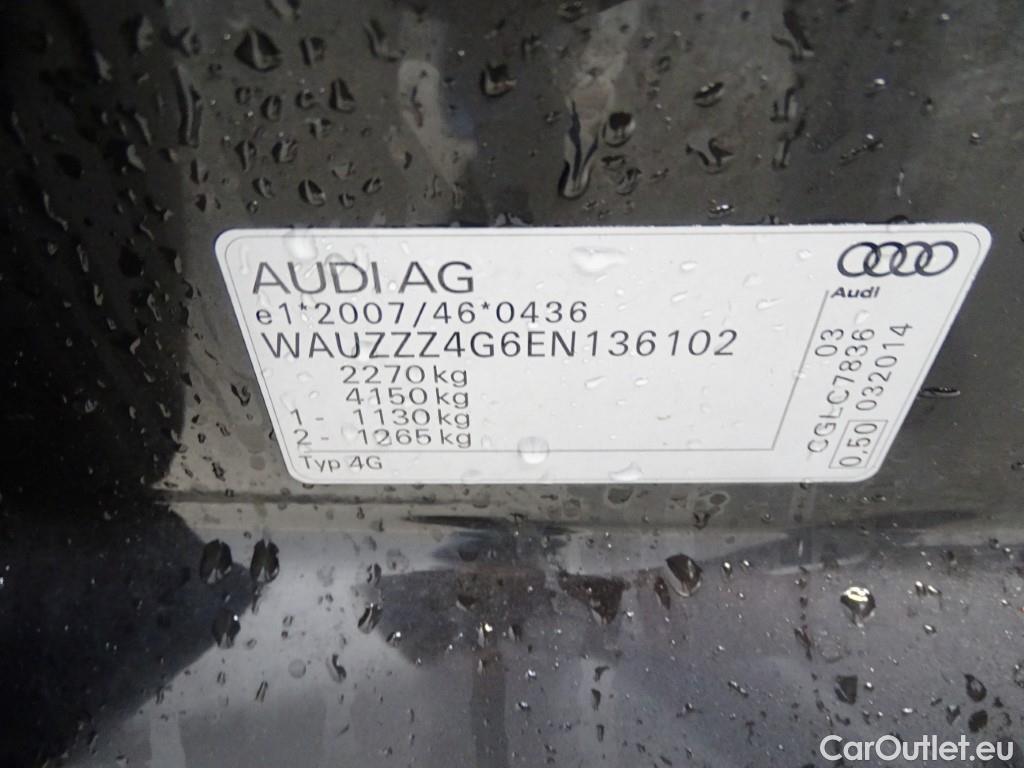 AUDI AG
e1*2007/46*0436
WAUZZZ4G6EN136102
2270 kg
4150 kg
1 - 1130 kg
2 - 1265 kg
Typ 4G
Audi
03
CGLC7836
0,50 032014
CarOutlet.eu